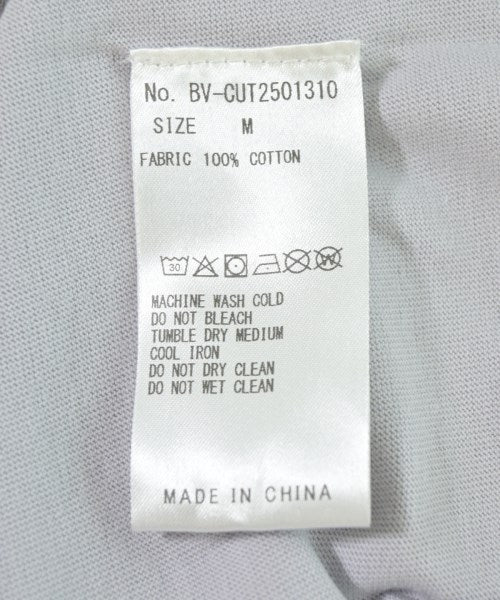 No. BV-CUT2501310
SIZE M
FABRIC 100% COTTON
30 W
MACHINE WASH COLD
DO NOT BLEACH
TUMBLE DRY MEDIUM
COOL IRON
DO NOT DRY CLEAN
DO NOT WET CLEAN
MADE IN CHINA